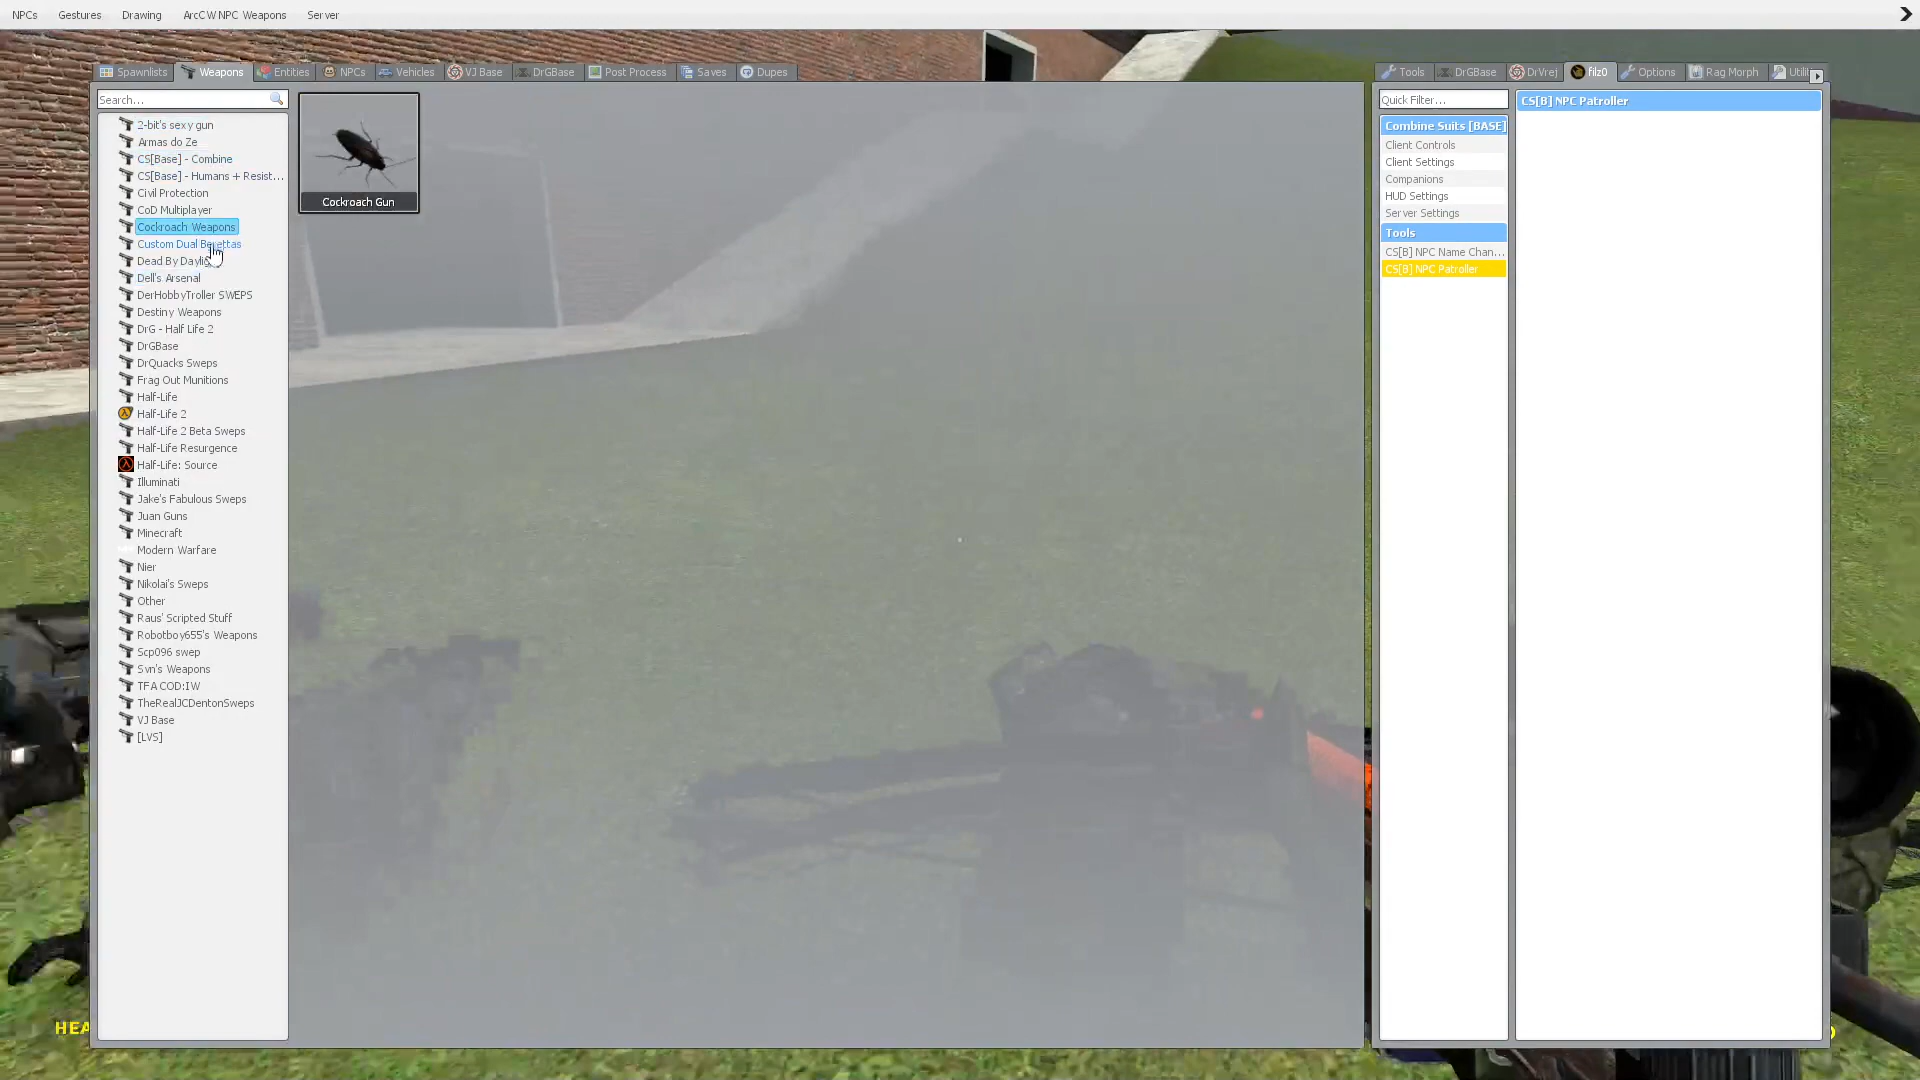 NPCs Gestures Drawing ArcCW NPC Weapons Server
Spawnlists Weapons Entities NPCs Vehicles VJ Base DrGBase Post Process Saves Dupes
Tools DrGBase DrVrej filz0 Options Rag Morph Utili
Search...
2-bit's sexy gun
Armas do Ze
CS[Base] - Combine
CS[Base] - Humans + Resist...
Civil Protection
CoD Multiplayer
Cockroach Weapons
Custom Dual Berettas
Dead By Dayli
Dell's Arsenal
DerHobbyTroller SWEPS
Destiny Weapons
DrG - Half Life 2
DrGBase
DrQuacks Sweps
Frag Out Munitions
Half-Life
Half-Life 2
Half-Life 2 Beta Sweps
Half-Life Resurgence
Half-Life: Source
Illuminati
Jake's Fabulous Sweps
Juan Guns
Minecraft
Modern Warfare
Nier
Nikolai's Sweps
Other
Raus' Scripted Stuff
Robotboy655's Weapons
Scp096 swep
Svn's Weapons
TFA COD:IW
TheRealJCDentonSweps
VJ Base
[LVS]
Cockroach Gun
Quick Filter...
Combine Suits [BASE]
Client Controls
Client Settings
Companions
HUD Settings
Server Settings
Tools
CS[B] NPC Name Chan...
CS[B] NPC Patroller
CS[B] NPC Patroller
HEA